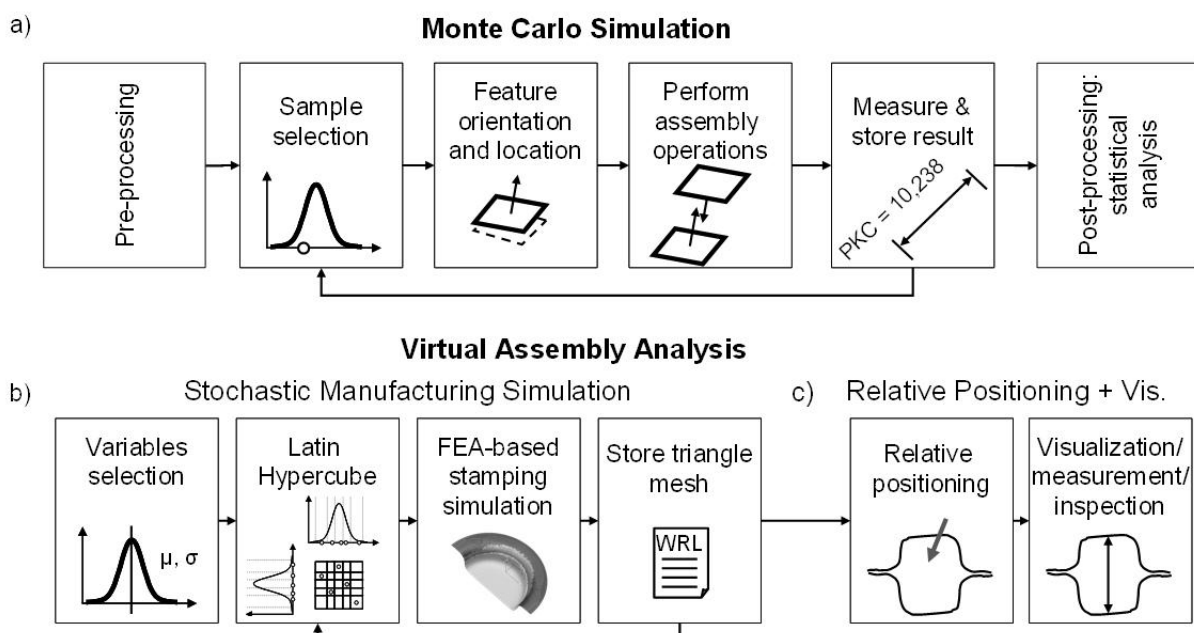 a)
Monte Carlo Simulation
Pre-processing
Sample
selection
Feature
orientation
and location
Perform
assembly
operations
Measure &
store result
PKC = 10,238
Post-processing:
statistical
analysis
Virtual Assembly Analysis
b)
Stochastic Manufacturing Simulation
Variables
selection
μ, σ
Latin
Hypercube
FEA-based
stamping
simulation
Store triangle
mesh
WRL
c)
Relative Positioning + Vis.
Relative
positioning
Visualization/
measurement/
inspection